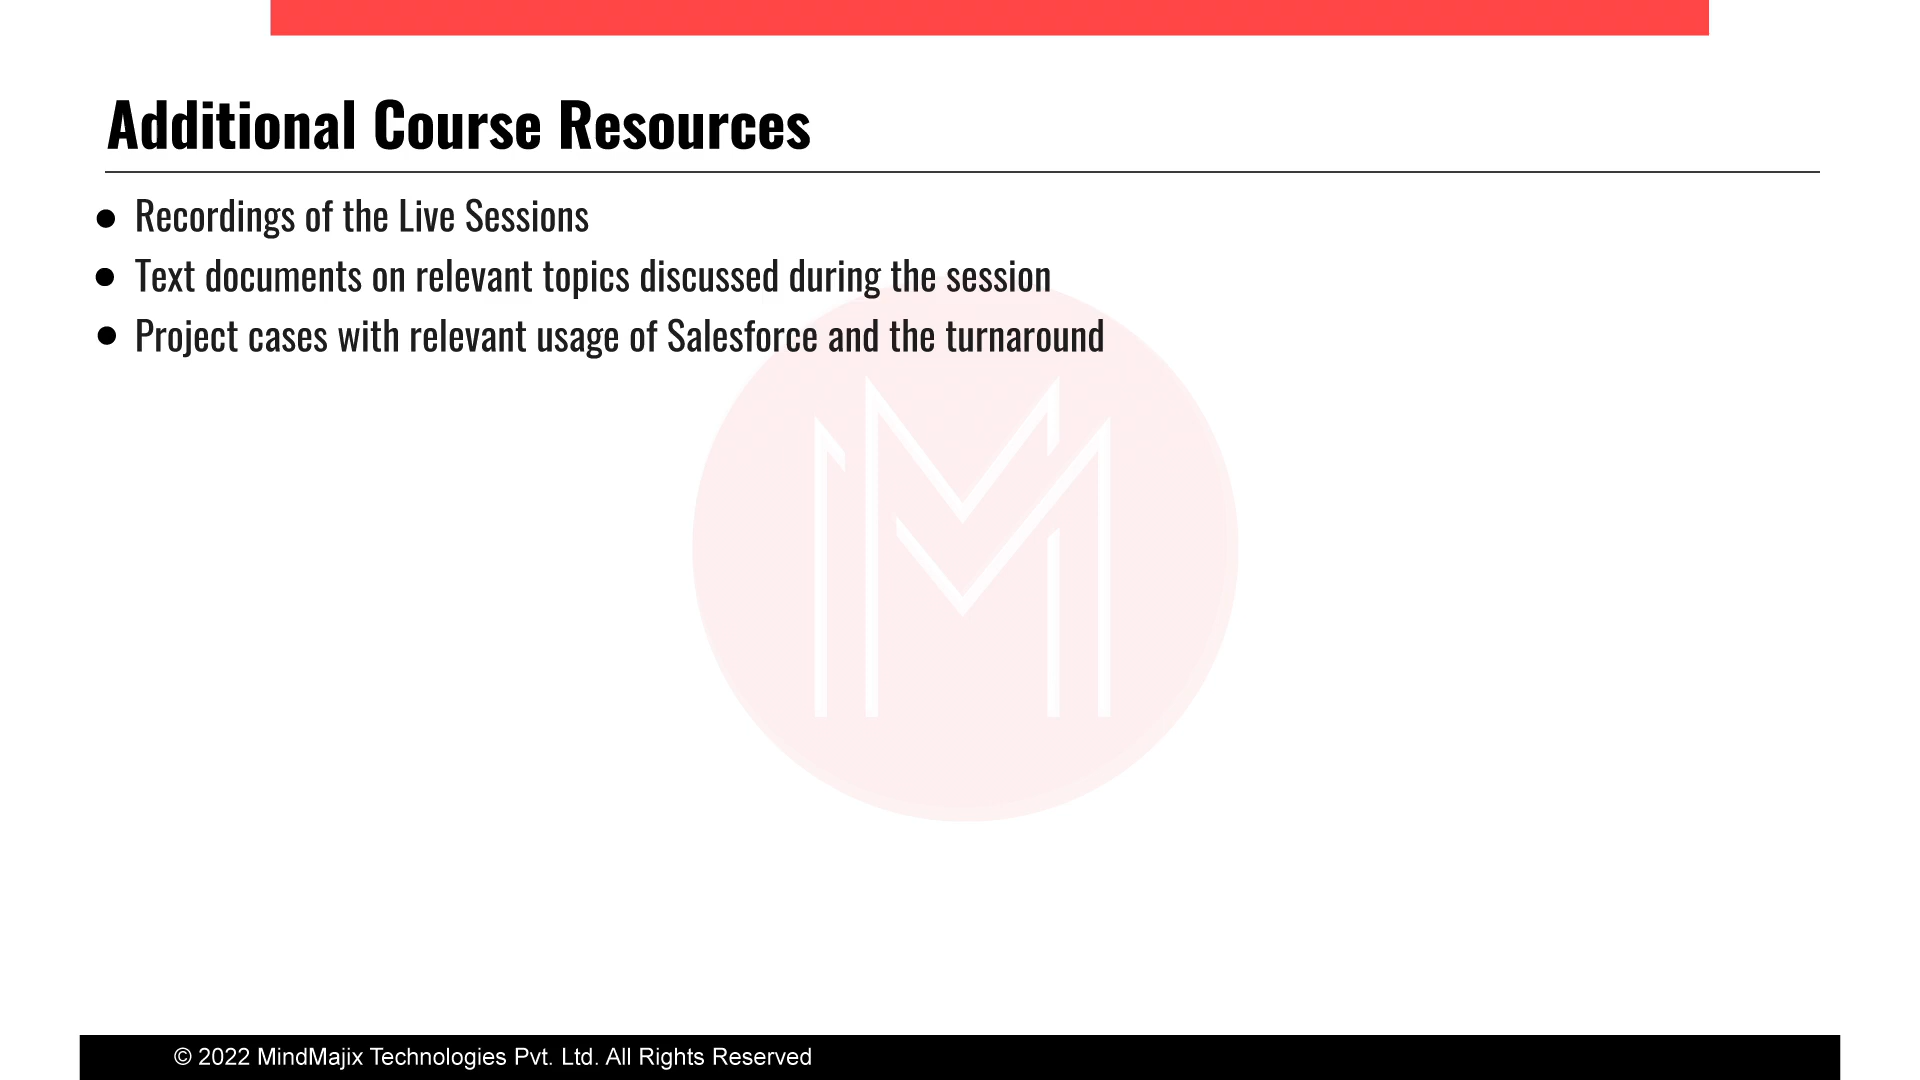 Additional Course Resources
● Recordings of the Live Sessions
● Text documents on relevant topics discussed during the session
● Project cases with relevant usage of Salesforce and the turnaround
© 2022 MindMajix Technologies Pvt. Ltd. All Rights Reserved